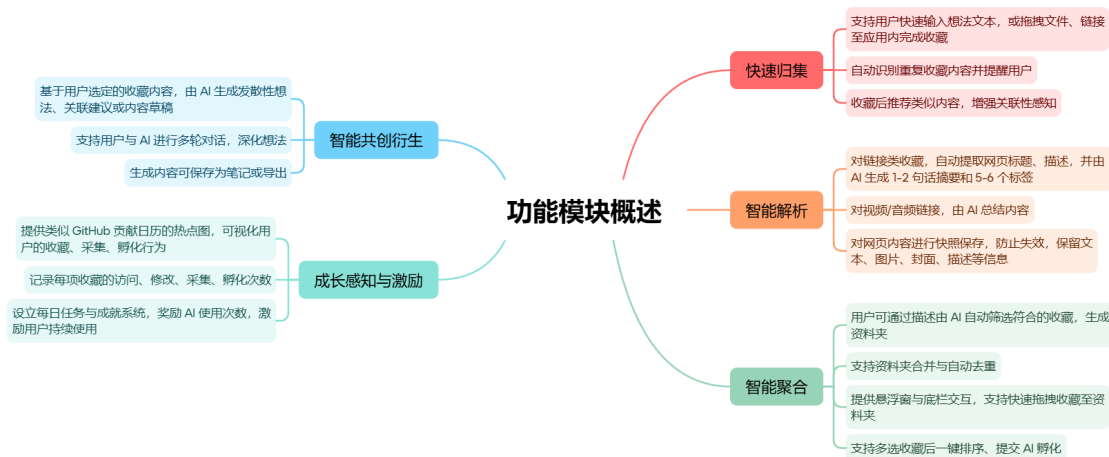 功能模块概述
快速归集
支持用户快速输入想法文本，或拖拽文件、链接
至应用内完成收藏
自动识别重复收藏内容并提醒用户
收藏后推荐类似内容，增强关联性感知
智能解析
对链接类收藏，自动提取网页标题、描述，并由
AI 生成 1-2 句话摘要和 5-6 个标签
对视频/音频链接，由 AI 总结内容
对网页内容进行快照保存，防止失效，保留文
本、图片、封面、描述等信息
智能聚合
用户可通过描述由 AI 自动筛选符合的收藏，生成
资料夹
支持资料夹合并与自动去重
提供悬浮窗与底栏交互，支持快速拖拽收藏至资
料夹
支持多选收藏后一键排序、提交 AI 孵化
智能共创衍生
基于用户选定的收藏内容，由 AI 生成发散性想
法、关联建议或内容草稿
支持用户与 AI 进行多轮对话，深化想法
生成内容可保存为笔记或导出
成长感知与激励
提供类似 GitHub 贡献日历的热点图，可视化用
户的收藏、采集、孵化行为
记录每项收藏的访问、修改、采集、孵化次数
设立每日任务与成就系统，奖励 AI 使用次数，激
励用户持续使用